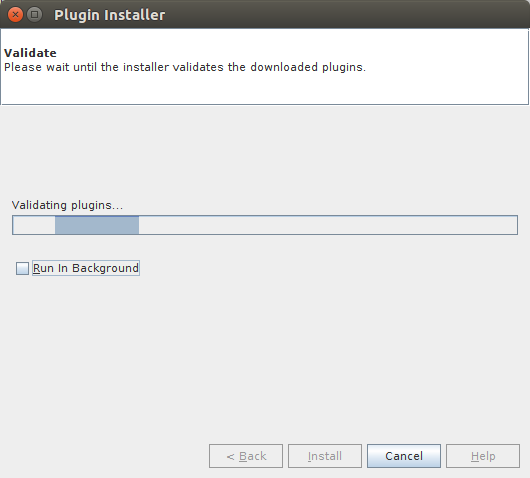 Plugin Installer
Validate
Please wait until the installer validates the downloaded plugins.
Validating plugins...
Run In Background
< Back
Install
Cancel
Help